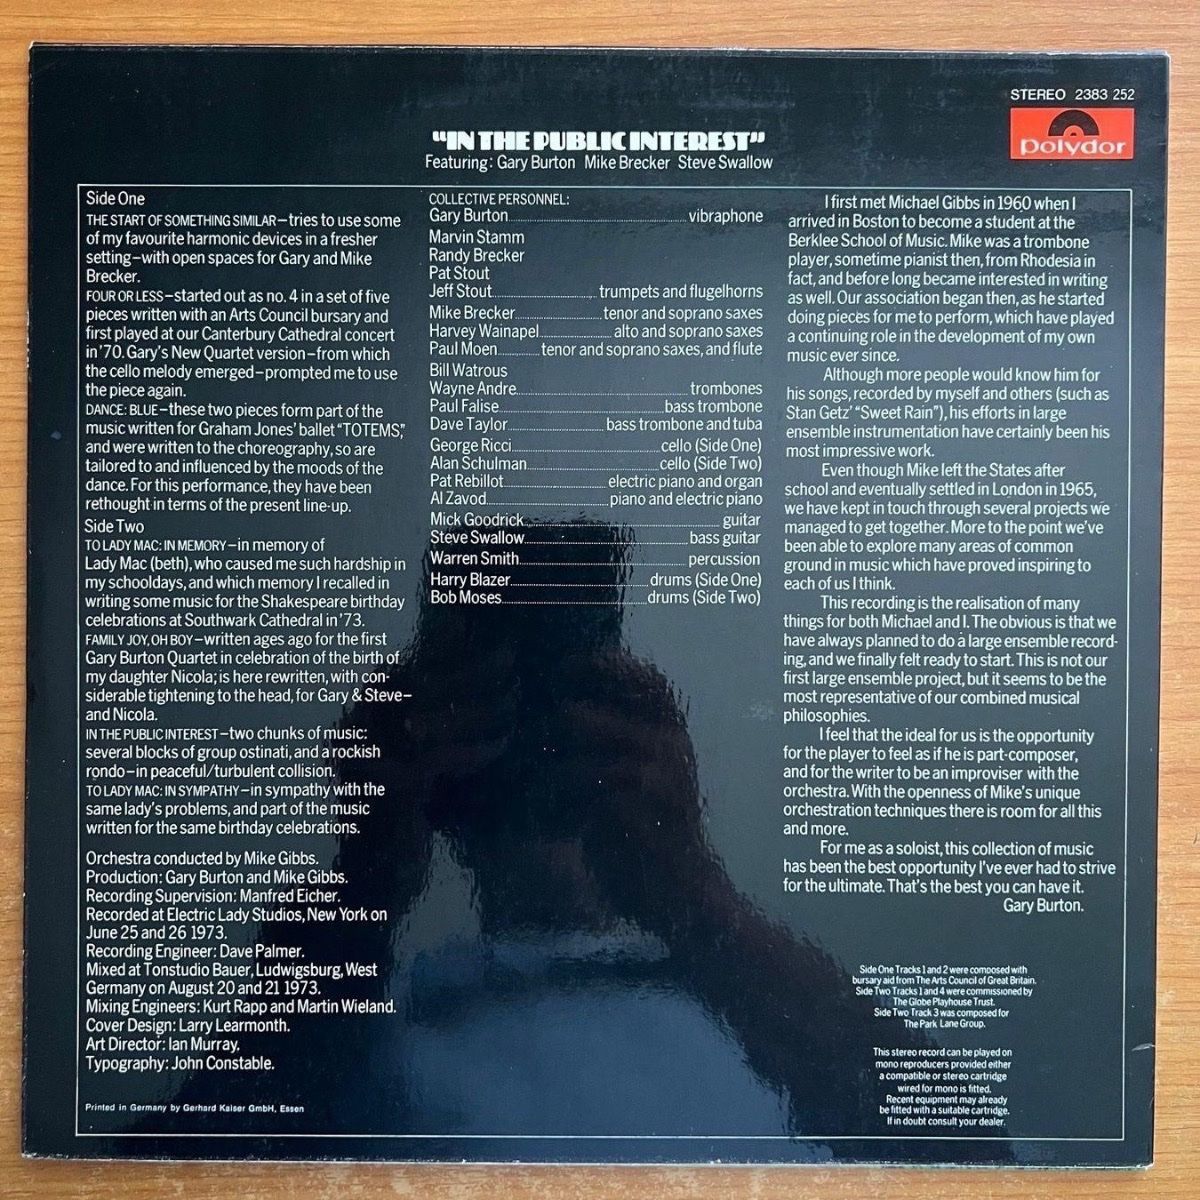 STEREO 2383 252
polydor
"IN THE PUBLIC INTEREST"
Featuring: Gary Burton Mike Brecker Steve Swallow
Side One
THE START OF SOMETHING SIMILAR–tries to use some
of my favourite harmonic devices in a fresher
setting–with open spaces for Gary and Mike
Brecker.
FOUR OR LESS–started out as no. 4 in a set of five
pieces written with an Arts Council bursary and
first played at our Canterbury Cathedral concert
in '70. Gary's New Quartet version–from which
the cello melody emerged–prompted me to use
the piece again.
DANCE: BLUE–these two pieces form part of the
music written for Graham Jones' ballet "TOTEMS,"
and were written to the choreography, so are
tailored to and influenced by the moods of the
dance. For this performance, they have been
rethought in terms of the present line-up.
Side Two
TO LADY MAC: IN MEMORY–in memory of
Lady Mac (beth), who caused me such hardship in
my schooldays, and which memory I recalled in
writing some music for the Shakespeare birthday
celebrations at Southwark Cathedral in '73.
FAMILY JOY, OH BOY–written ages ago for the first
Gary Burton Quartet in celebration of the birth of
my daughter Nicola; is here rewritten, with con-
siderable tightening to the head, for Gary & Steve–
and Nicola.
IN THE PUBLIC INTEREST–two chunks of music:
several blocks of group ostinati, and a rockish
rondo–in peaceful/turbulent collision.
TO LADY MAC: IN SYMPATHY–in sympathy with the
same lady's problems, and part of the music
written for the same birthday celebrations.
Orchestra conducted by Mike Gibbs.
Production: Gary Burton and Mike Gibbs.
Recording Supervision: Manfred Eicher.
Recorded at Electric Lady Studios, New York on
June 25 and 26 1973.
Recording Engineer: Dave Palmer.
Mixed at Tonstudio Bauer, Ludwigsburg, West
Germany on August 20 and 21 1973.
Mixing Engineers: Kurt Rapp and Martin Wieland.
Cover Design: Larry Learmonth.
Art Director: Ian Murray.
Typography: John Constable.
Printed in Germany by Gerhard Kaiser GmbH, Essen
COLLECTIVE PERSONNEL:
Gary Burton vibraphone
Marvin Stamm
Randy Brecker
Pat Stout
Jeff Stout trumpets and flugelhorns
Mike Brecker tenor and soprano saxes
Harvey Wainapel alto and soprano saxes
Paul Moen tenor and soprano saxes, and flute
Bill Watrous
Wayne Andre trombones
Paul Falise bass trombone
Dave Taylor bass trombone and tuba
George Ricci cello (Side One)
Alan Schulman cello (Side Two)
Pat Rebillot electric piano and organ
Al Zavod piano and electric piano
Mick Goodrick guitar
Steve Swallow bass guitar
Warren Smith percussion
Harry Blazer drums (Side One)
Bob Moses drums (Side Two)
I first met Michael Gibbs in 1960 when I
arrived in Boston to become a student at the
Berklee School of Music. Mike was a trombone
player, sometime pianist then, from Rhodesia in
fact, and before long became interested in writing
as well. Our association began then, as he started
doing pieces for me to perform, which have played
a continuing role in the development of my own
music ever since.
Although more people would know him for
his songs, recorded by myself and others (such as
Stan Getz' "Sweet Rain"), his efforts in large
ensemble instrumentation have certainly been his
most impressive work.
Even though Mike left the States after
school and eventually settled in London in 1965,
we have kept in touch through several projects we
managed to get together. More to the point we've
been able to explore many areas of common
ground in music which have proved inspiring to
each of us I think.
This recording is the realisation of many
things for both Michael and I. The obvious is that we
have always planned to do a large ensemble record-
ing, and we finally felt ready to start. This is not our
first large ensemble project, but it seems to be the
most representative of our combined musical
philosophies.
I feel that the ideal for us is the opportunity
for the player to feel as if he is part-composer,
and for the writer to be an improviser with the
orchestra. With the openness of Mike's unique
orchestration techniques there is room for all this
and more.
For me as a soloist, this collection of music
has been the best opportunity I've ever had to strive
for the ultimate. That's the best you can have it.
Gary Burton.
Side One Tracks 1 and 2 were composed with
bursary aid from The Arts Council of Great Britain.
Side Two Tracks 1 and 4 were commissioned by
The Globe Playhouse Trust.
Side Two Track 3 was composed for
The Park Lane Group.
This stereo record can be played on
mono reproducers provided either
a compatible or stereo cartridge
wired for mono is fitted.
Recent equipment may already
be fitted with a suitable cartridge.
If in doubt consult your dealer.